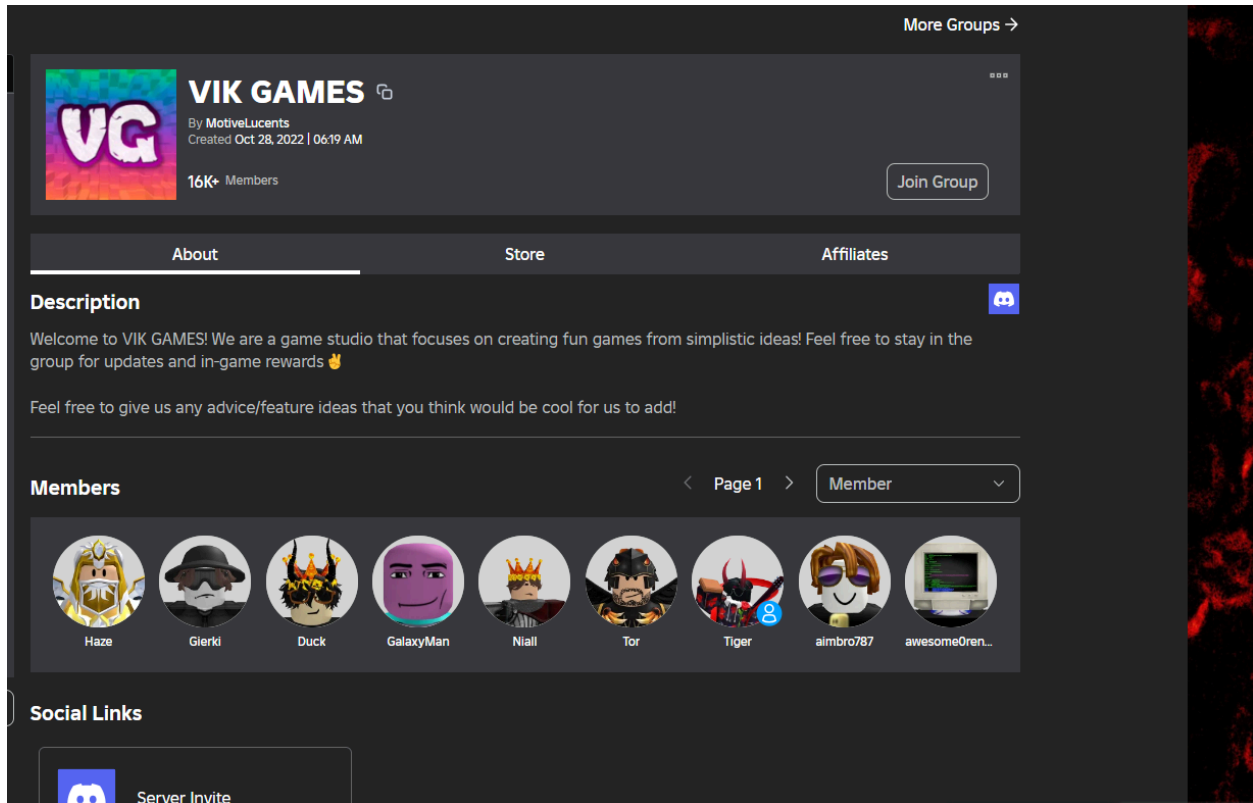 More Groups →
VG
VIK GAMES
By MotiveLucents
Created Oct 28, 2022 | 06:19 AM
16K+ Members
Join Group
About
Store
Affiliates
Description
Welcome to VIK GAMES! We are a game studio that focuses on creating fun games from simplistic ideas! Feel free to stay in the
group for updates and in-game rewards✌
Feel free to give us any advice/feature ideas that you think would be cool for us to add!
Members
Page 1
Member
Haze
Gierki
Duck
GalaxyMan
Niall
Tor
Tiger
aimbro787
awesome0ren...
Social Links
Server Invite